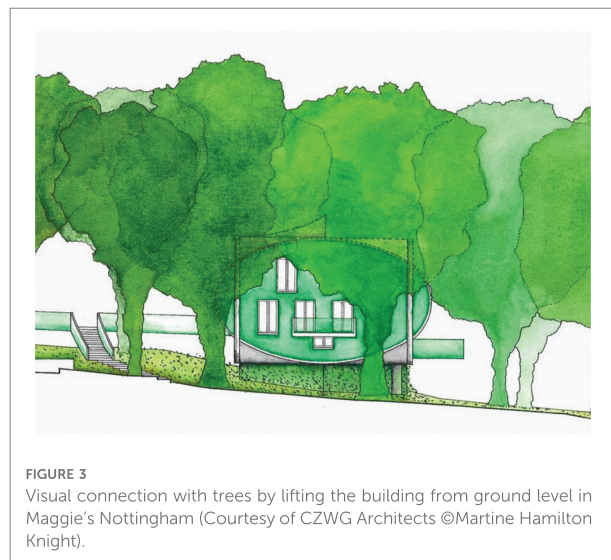 FIGURE 3
Visual connection with trees by lifting the building from ground level in
Maggie's Nottingham (Courtesy of CZWG Architects ©Martine Hamilton
Knight).